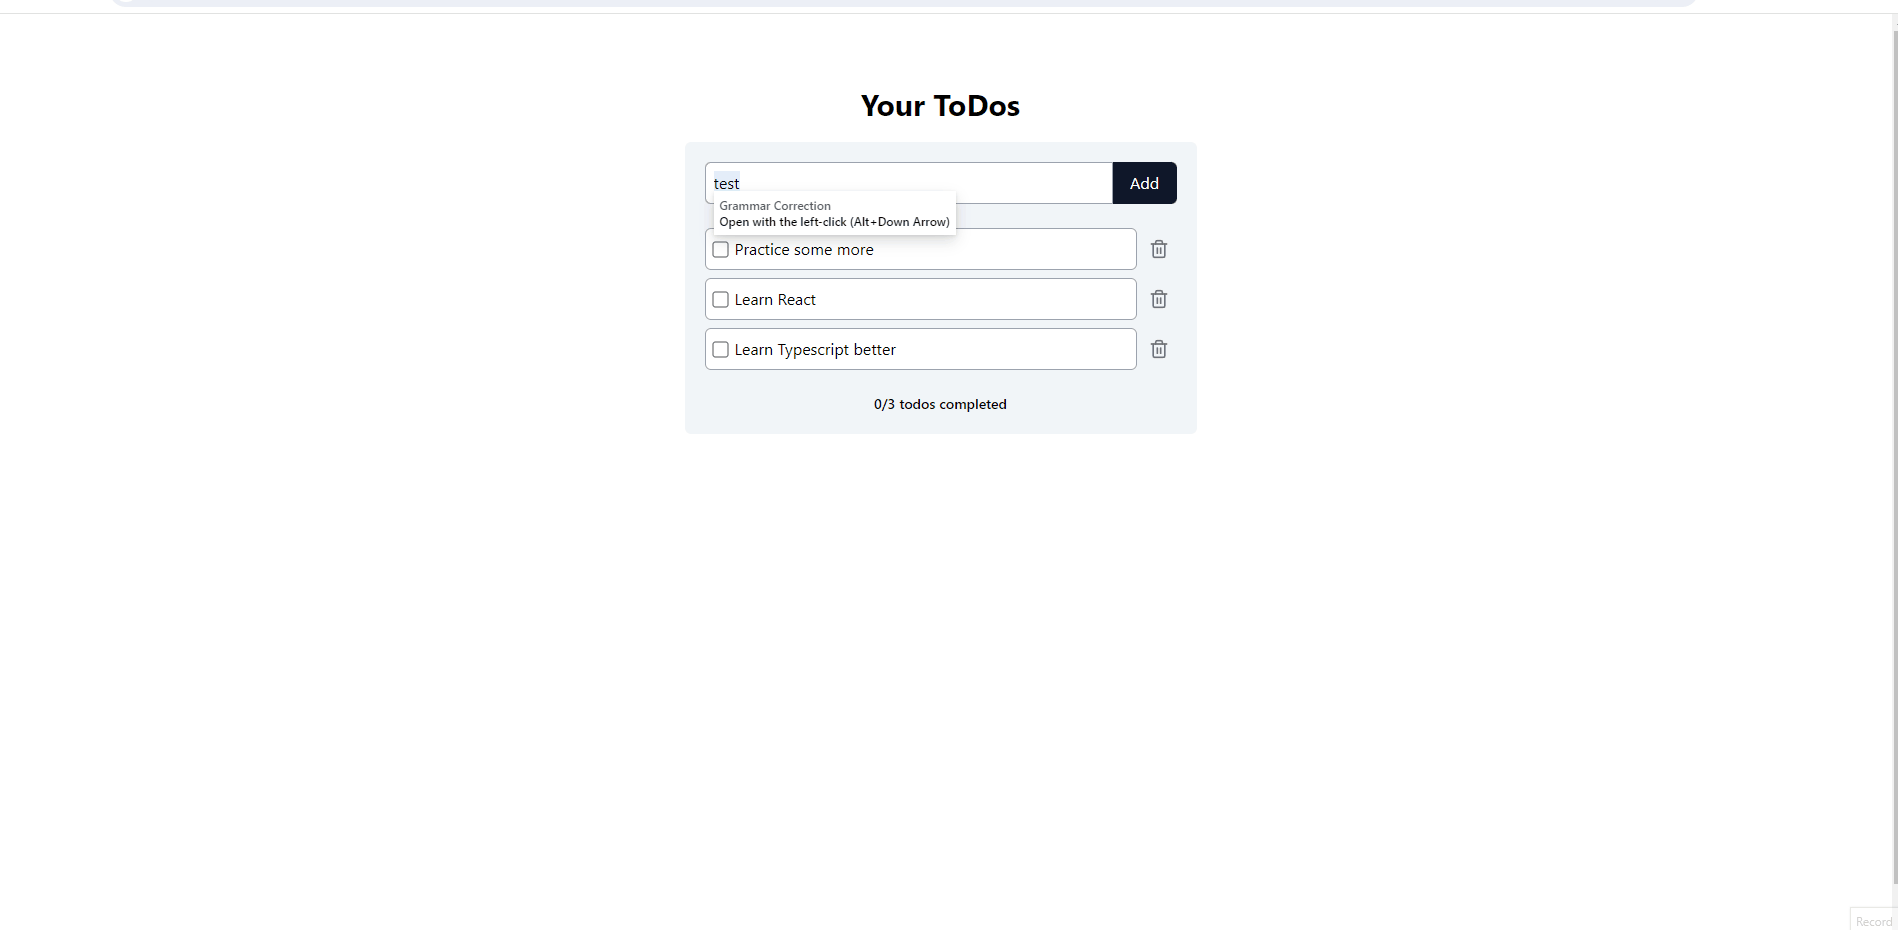 Your ToDos
test
Add
Grammar Correction
Open with the left-click (Alt+Down Arrow)
Practice some more
Learn React
Learn Typescript better
0/3 todos completed
Record